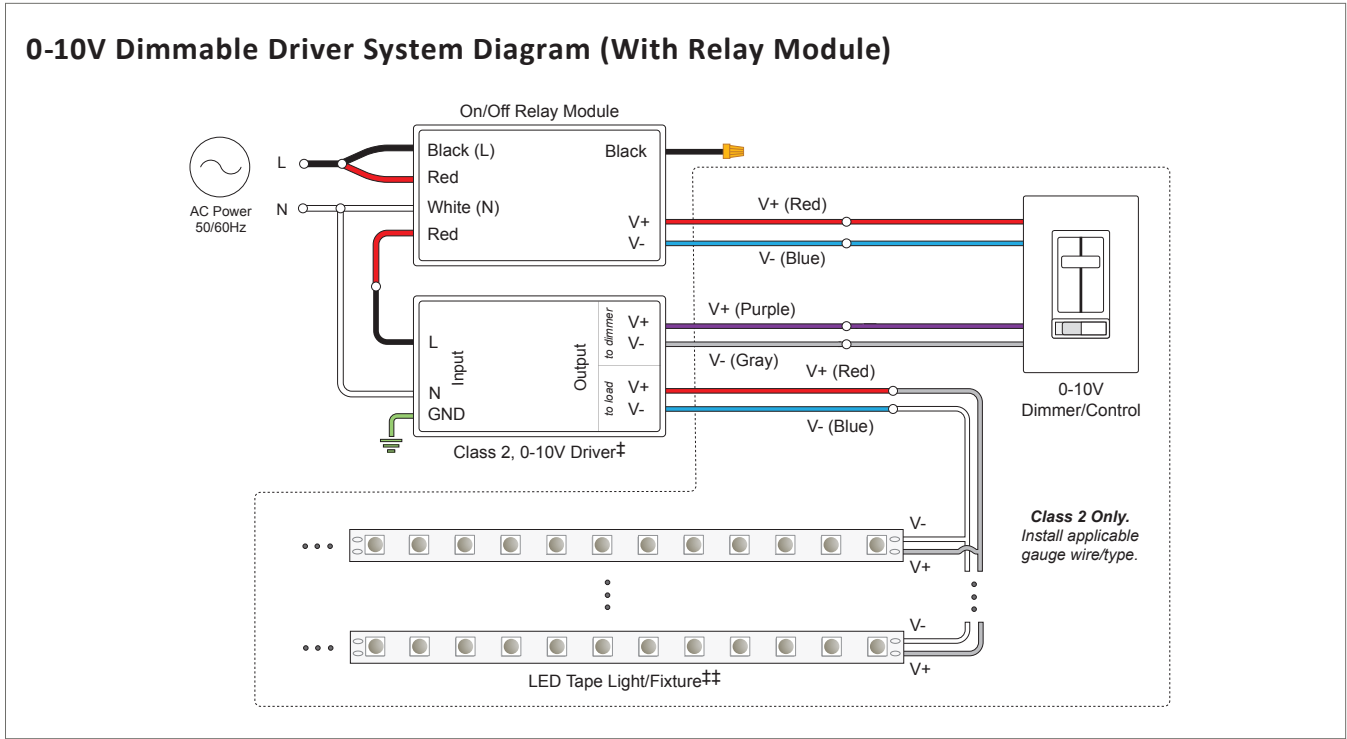 0-10V Dimmable Driver System Diagram (With Relay Module)
On/Off Relay Module
L
N
AC Power
50/60Hz
Black (L)
Red
White (N)
Red
Black
V+
V-
V+ (Red)
V- (Blue)
L
N
GND
Input
Output
to dimmer
V+
V-
to load
V+
V-
V+ (Purple)
V- (Gray)
V+ (Red)
V- (Blue)
0-10V
Dimmer/Control
Class 2, 0-10V Driver‡
V-
V+
Class 2 Only.
Install applicable
gauge wire/type.
V-
V+
LED Tape Light/Fixture‡‡